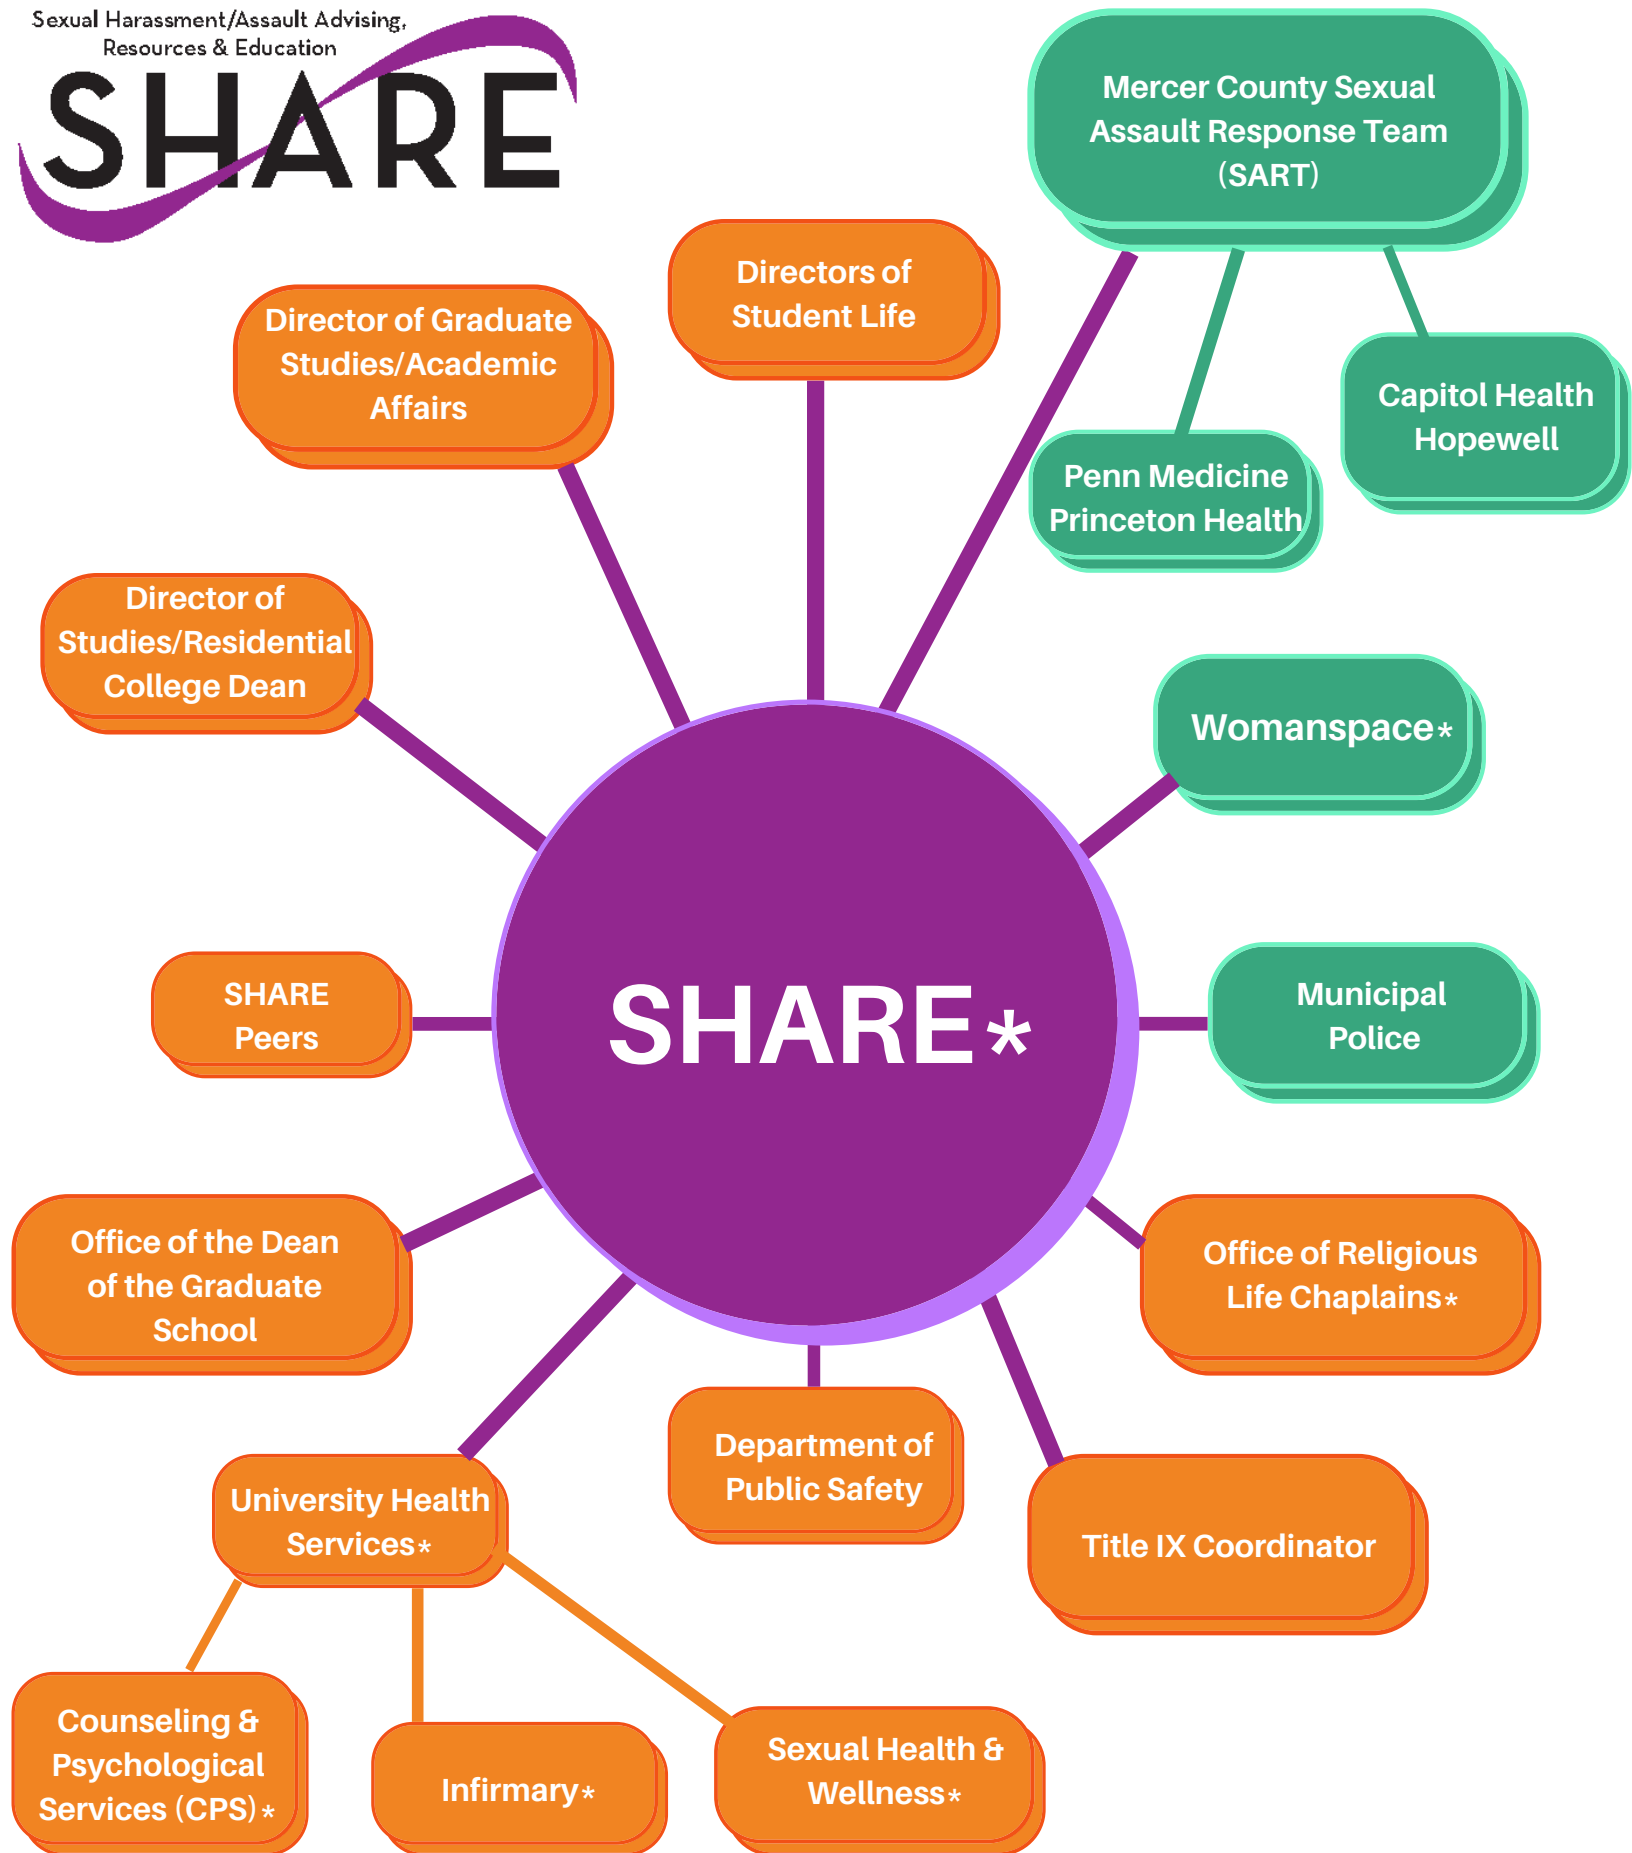 Sexual Harassment/Assault Advising,
Resources & Education
SHARE
Mercer County Sexual
Assault Response Team
(SART)
Directors of
Student Life
Director of Graduate
Studies/Academic
Affairs
Capitol Health
Hopewell
Penn Medicine
Princeton Health
Director of
Studies/Residential
College Dean
Womanspace*
SHARE
Peers
SHARE*
Municipal
Police
Office of the Dean
of the Graduate
School
Office of Religious
Life Chaplains*
Department of
Public Safety
University Health
Services*
Title IX Coordinator
Counseling &
Psychological
Services (CPS)*
Infirmary*
Sexual Health &
Wellness*